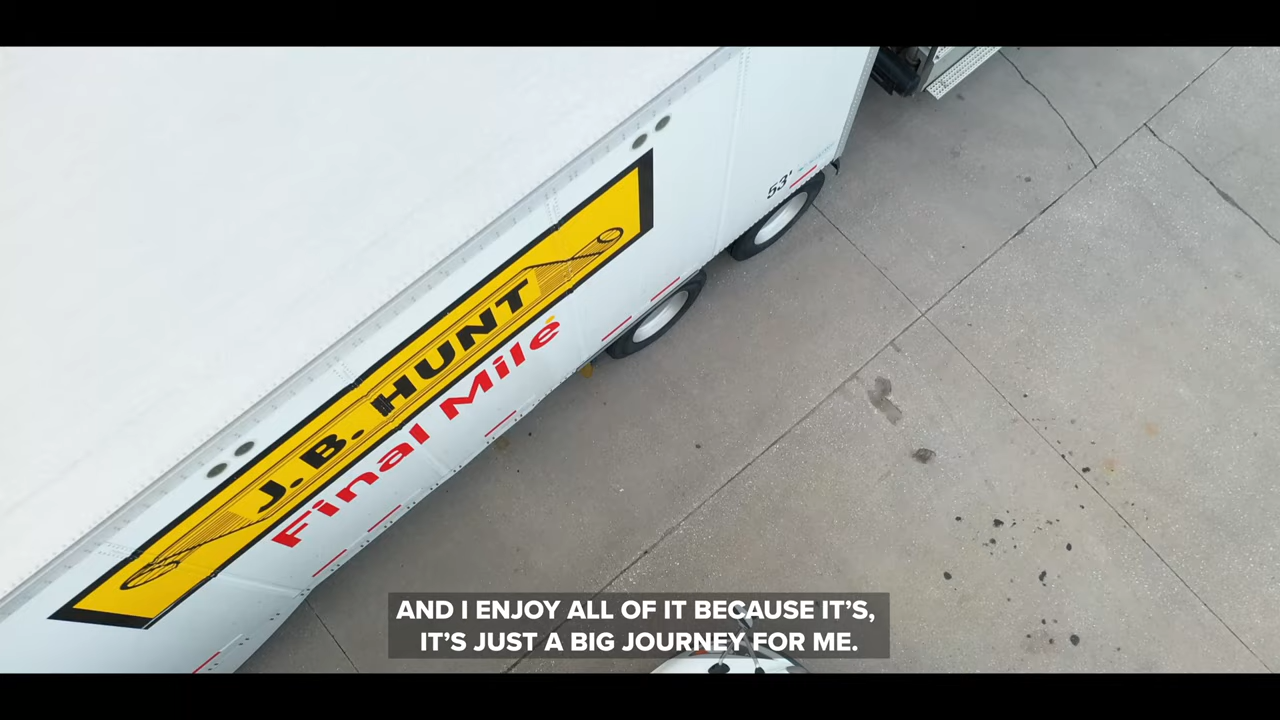 53'
J.B. HUNT
Final Mile
AND I ENJOY ALL OF IT BECAUSE IT'S,
IT'S JUST A BIG JOURNEY FOR ME.